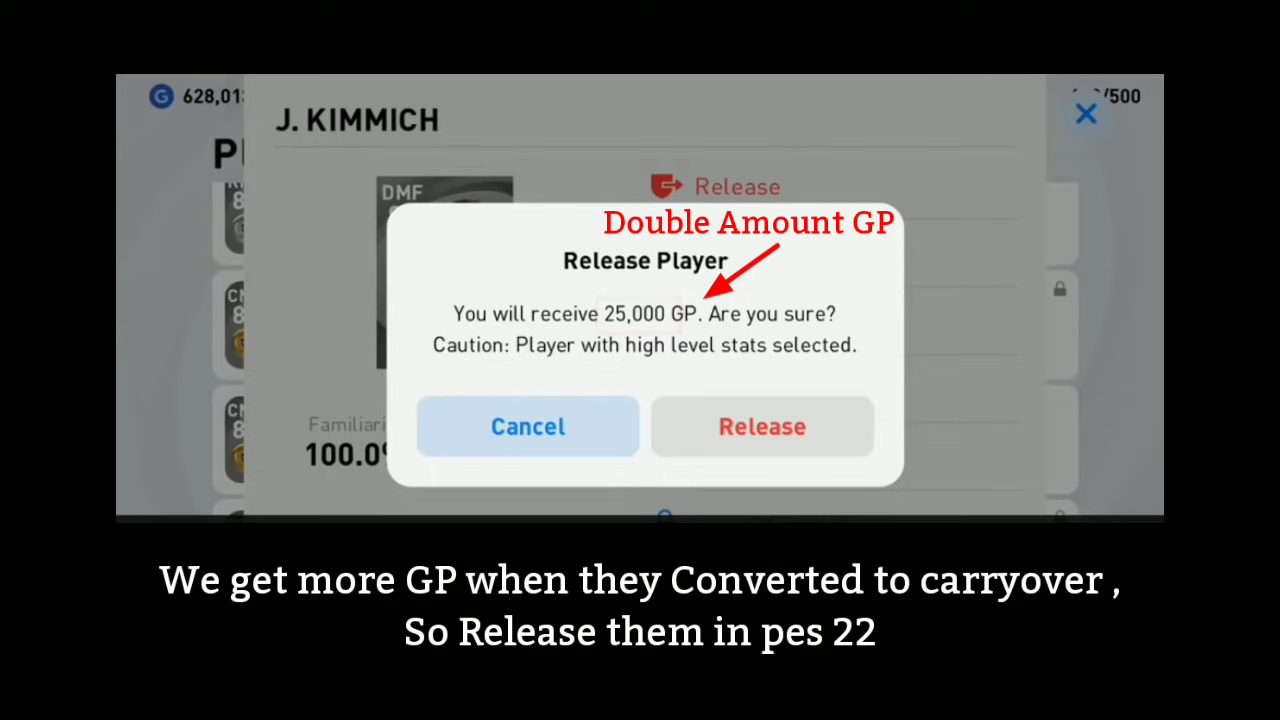 628,01
/500
J. KIMMICH
DMF
Release
Double Amount GP
Release Player
You will receive 25,000 GP. Are you sure?
Caution: Player with high level stats selected.
Familiari
100.0
Cancel
Release
We get more GP when they Converted to carryover ,
So Release them in pes 22